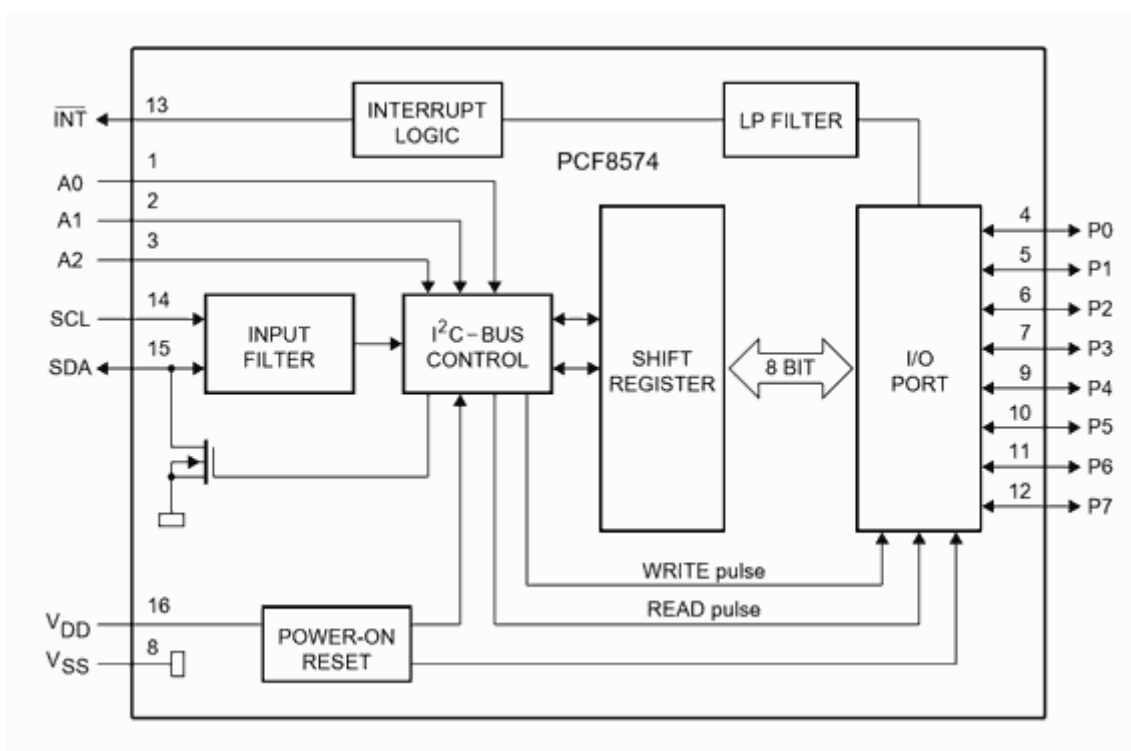 INT
13
INTERRUPT
LOGIC
LP FILTER
PCF8574
A0
1
A1
2
A2
3
SCL
14
SDA
15
INPUT
FILTER
I²C–BUS
CONTROL
SHIFT
REGISTER
8 BIT
I/O
PORT
4
P0
5
P1
6
P2
7
P3
9
P4
10
P5
11
P6
12
P7
WRITE pulse
READ pulse
VDD
16
VSS
8
POWER-ON
RESET